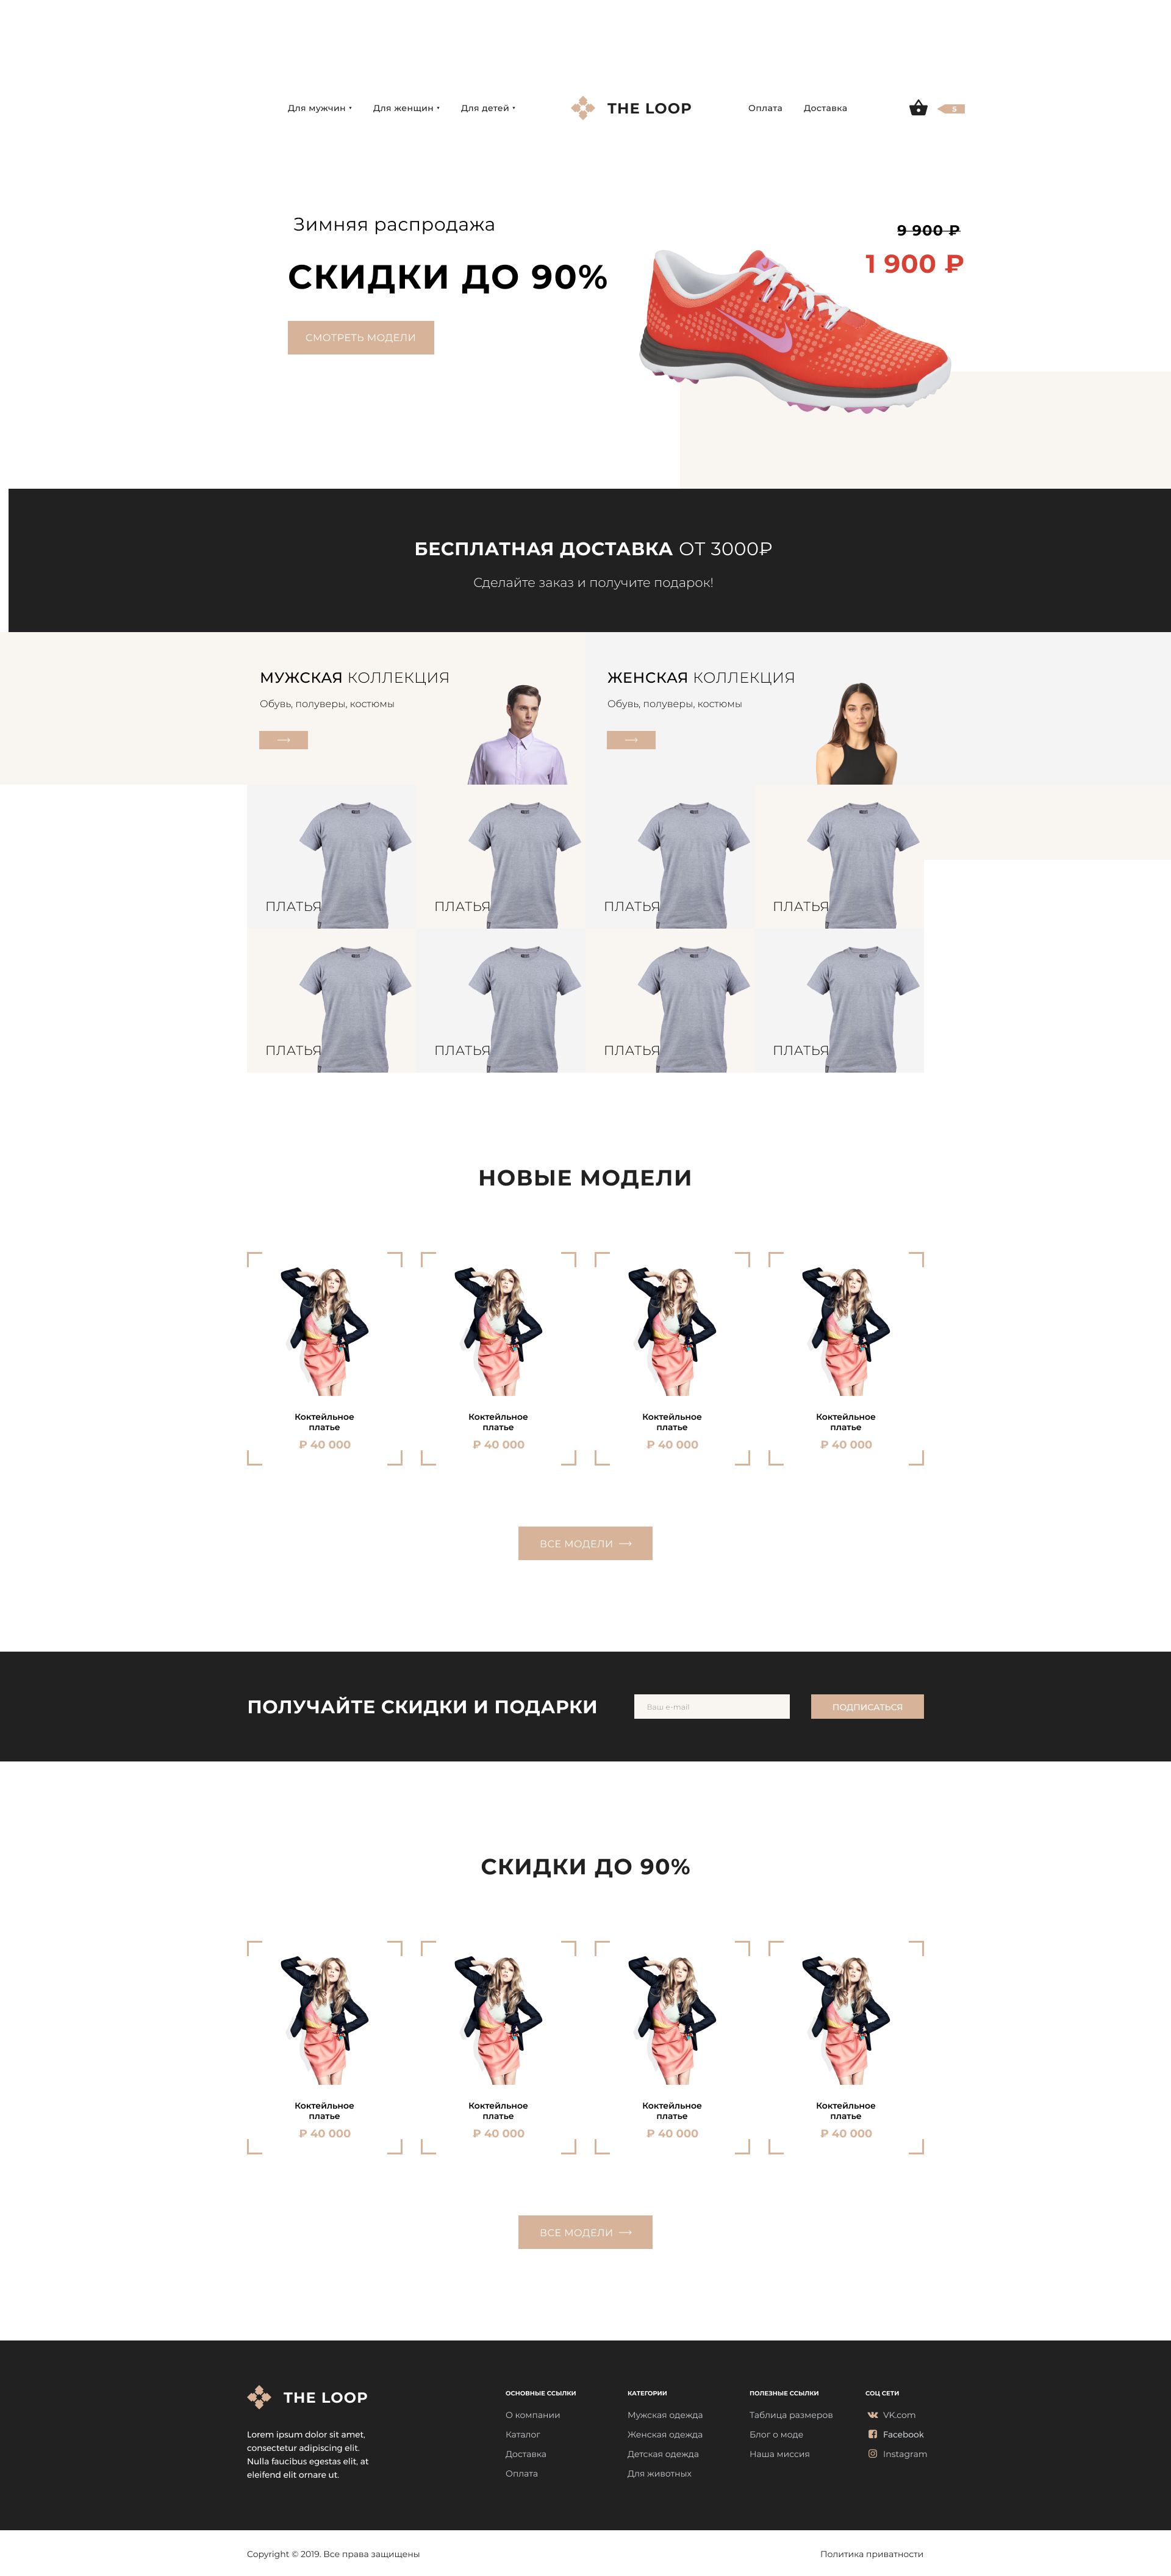 Для мужчин Для женщин Для детей THE LOOP Оплата Доставка 5
Зимняя распродажа
9 900 ₽
1 900 ₽
СКИДКИ ДО 90%
СМОТРЕТЬ МОДЕЛИ
БЕСПЛАТНАЯ ДОСТАВКА ОТ 3000₽
Сделайте заказ и получите подарок!
МУЖСКАЯ КОЛЛЕКЦИЯ
Обувь, полуверы, костюмы
ЖЕНСКАЯ КОЛЛЕКЦИЯ
Обувь, полуверы, костюмы
ПЛАТЬЯ ПЛАТЬЯ ПЛАТЬЯ ПЛАТЬЯ
ПЛАТЬЯ ПЛАТЬЯ ПЛАТЬЯ ПЛАТЬЯ
НОВЫЕ МОДЕЛИ
Коктейльное
платье
₽ 40 000
Коктейльное
платье
₽ 40 000
Коктейльное
платье
₽ 40 000
Коктейльное
платье
₽ 40 000
ВСЕ МОДЕЛИ
ПОЛУЧАЙТЕ СКИДКИ И ПОДАРКИ
Ваш e-mail
ПОДПИСАТЬСЯ
СКИДКИ ДО 90%
Коктейльное
платье
₽ 40 000
Коктейльное
платье
₽ 40 000
Коктейльное
платье
₽ 40 000
Коктейльное
платье
₽ 40 000
ВСЕ МОДЕЛИ
THE LOOP
Lorem ipsum dolor sit amet,
consectetur adipiscing elit.
Nulla faucibus egestas elit, at
eleifend elit ornare ut.
ОСНОВНЫЕ ССЫЛКИ
О компании
Каталог
Доставка
Оплата
КАТЕГОРИИ
Мужская одежда
Женская одежда
Детская одежда
Для животных
ПОЛЕЗНЫЕ ССЫЛКИ
Таблица размеров
Блог о моде
Наша миссия
СОЦ СЕТИ
VK.com
Facebook
Instagram
Copyright © 2019. Все права защищены
Политика приватности